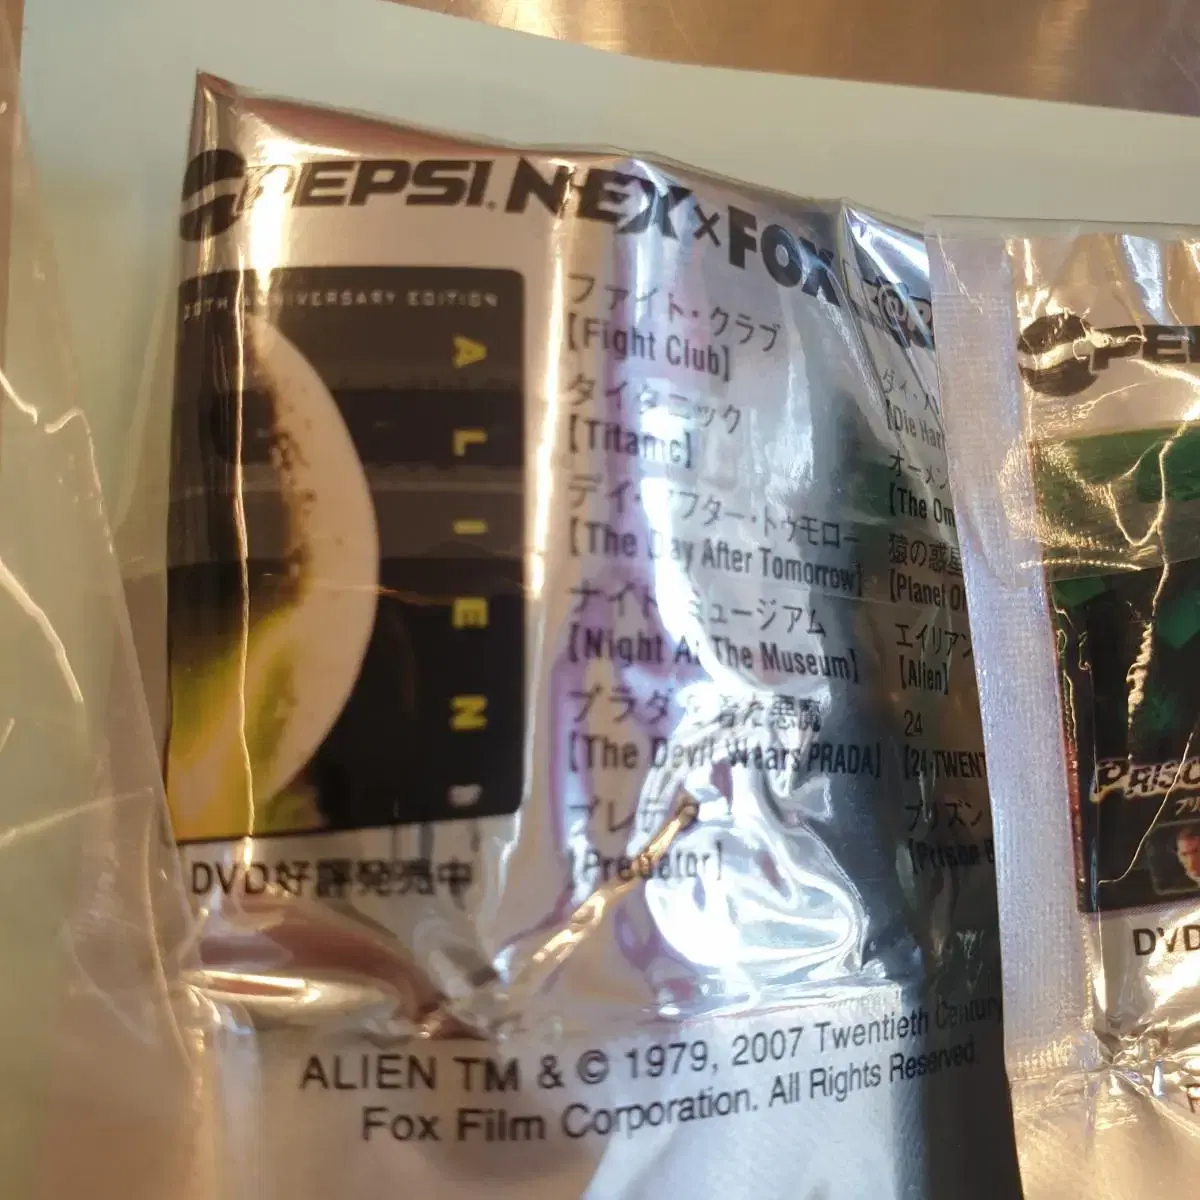 PEPSI NEX × FOX
20TH ANNIVERSARY EDITION
ALIEN
DVD好評発売中
ファイト・クラブ
【Fight Club】
タイタニック
【Titanic】
デイ・アフター・トゥモロー
【The Day After Tomorrow】
ナイト ミュージアム
【Night At The Museum】
プラダを着た悪魔
【The Devil Wears PRADA】
プレデター
【Predator】
ダイ・ハ
【Die Har
オーメン
【The Om
猿の惑星
【Planet O
エイリアン
【Alien】
24
【24-TWENT
プリズン
【Prison
ALIEN TM & © 1979, 2007 Twentieth Century
Fox Film Corporation. All Rights Reserved.
PE
PRISO
DVD